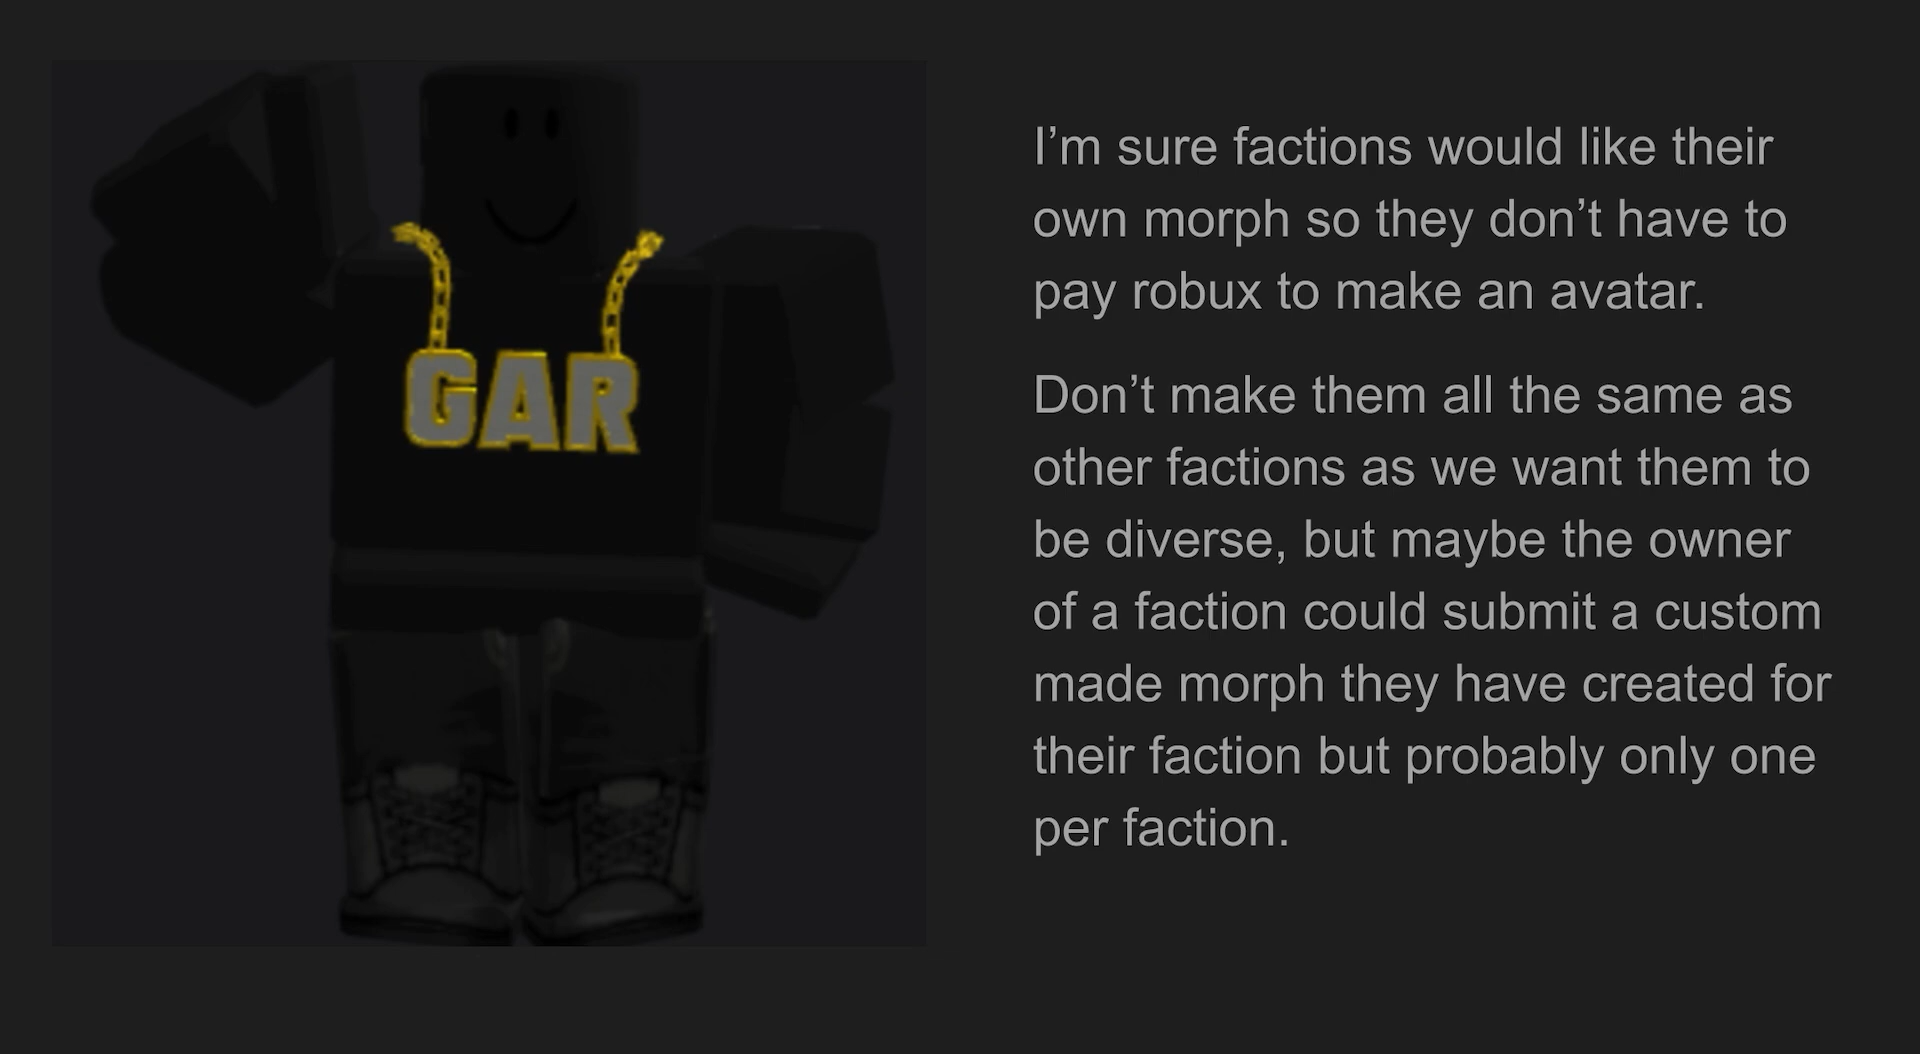 GAR
I’m sure factions would like their
own morph so they don’t have to
pay robux to make an avatar.
Don’t make them all the same as
other factions as we want them to
be diverse, but maybe the owner
of a faction could submit a custom
made morph they have created for
their faction but probably only one
per faction.